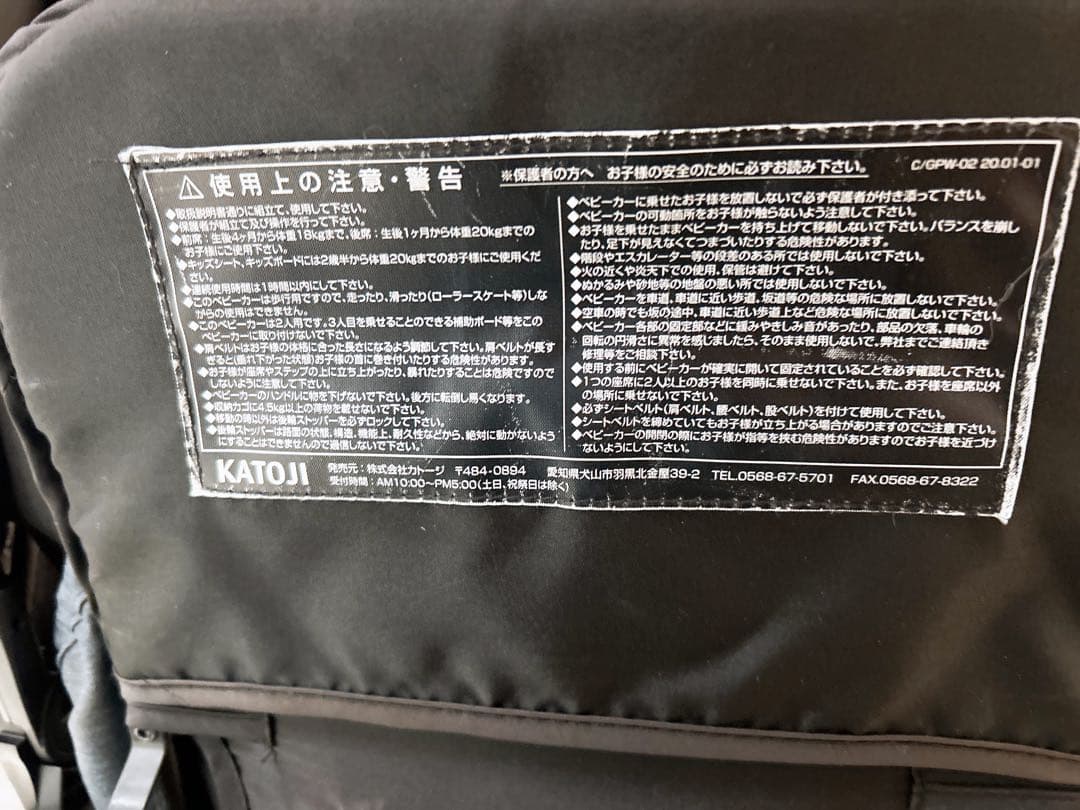 ⚠使用上の注意・警告
※保護者の方へ お子様の安全のために必ずお読み下さい。
C/GPW-02 20.01-01
◆取扱説明書通りに組立て、使用して下さい。
◆保護者が組立て及び操作を行って下さい。
◆前席:生後4ヶ月から体重18kgまで、後席:生後1ヶ月から体重20kgまでの
お子様にご使用下さい。
◆キッズシート、キッズボードには2歳半から体重20kgまでのお子様にご使用くだ
さい。
◆連続使用時間は1時間以内にして下さい。
◆このベビーカーは歩行用ですので、走ったり、滑ったり(ローラースケート等)しな
がらの使用はできません。
◆このベビーカーは2人用です。3人目を乗せることのできる補助ボード等をこの
ベビーカーに取り付けないで下さい。
◆肩ベルトはお子様の体格に合った長さになるよう調節して下さい。肩ベルトが長す
ぎると(垂れ下がった状態)お子様の首に巻き付いたりする危険性があります。
◆お子様が座席やステップの上に立ち上がったり、暴れたりすることは危険ですので
しないように注意して下さい。
◆ベビーカーのハンドルに物を下げないで下さい。後方に転倒し易くなります。
◆収納カゴに4.5kg以上の荷物を載せないで下さい。
◆移動の時以外は後輪ストッパーを必ずロックして下さい。
◆後輪ストッパーは路面の状態、構造、機能上、耐久性などから、絶対に動かないよう
にすることはできませんので過信しないで下さい。
◆ベビーカーに乗せたお子様を放置しないで必ず保護者が付き添って下さい。
◆ベビーカーの可動箇所をお子様が触らないよう注意して下さい。
◆お子様を乗せたままベビーカーを持ち上げて移動しないで下さい。バランスを崩し
たり、足下が見えなくてつまづいたりする危険性があります。
◆階段やエスカレーター等の段差のある所では使用しないで下さい。
◆火の近くや炎天下での使用、保管は避けて下さい。
◆ぬかるみや砂地等の地盤の悪い所では使用しないで下さい。
◆ベビーカーを車道、車道に近い歩道、坂道等の危険な場所に放置しないで下さい。
◆空車の時でも坂の途中、車道に近い歩道上など危険な場所に放置しないで下さい。
◆ベビーカー各部の固定部などに緩みやきしみ音があったり、部品の欠落、車輪の
回転の円滑さに異常を感じましたら、そのまま使用しないで、弊社までご連絡頂き
修理等をご相談下さい。
◆使用する前にベビーカーが確実に開いて固定されていることを必ず確認して下さい。
◆1つの座席に2人以上のお子様を同時に乗せないで下さい。また、お子様を座席以外
の場所に乗せないで下さい。
◆必ずシートベルト(肩ベルト、腰ベルト、股ベルト)を付けて使用して下さい。
◆シートベルトを締めていてもお子様が立ち上がる場合がありますのでご注意下さい。
◆ベビーカーの開閉の際にお子様が指等を挟む危険性がありますのでお子様を近づけ
ないようにして下さい。
KATOJI
発売元:株式会社カトージ 〒484-0894 愛知県犬山市羽黒北金屋39-2 TEL.0568-67-5701 FAX.0568-67-8322
受付時間:AM10:00〜PM5:00(土日、祝祭日は除く)